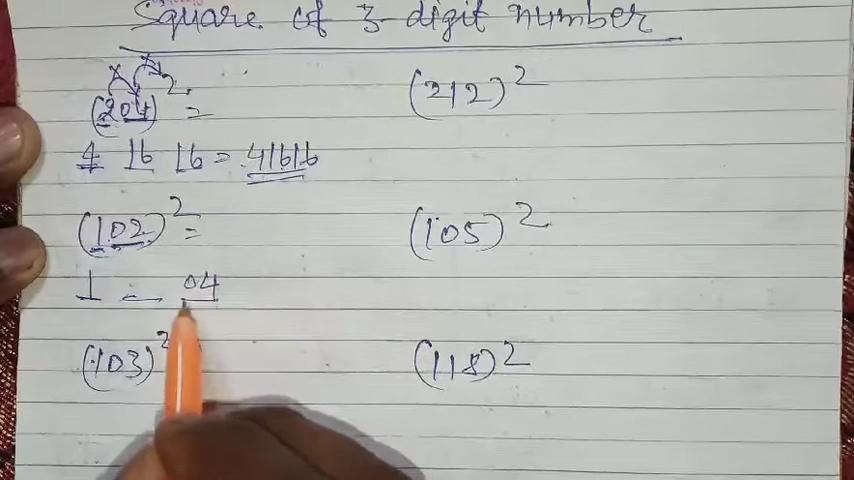 Square of 3-digit number
(204)² =
4 16 16 = 41616
(102)² =
1 _ 04
(103)²
(212)²
(105)²
(118)²